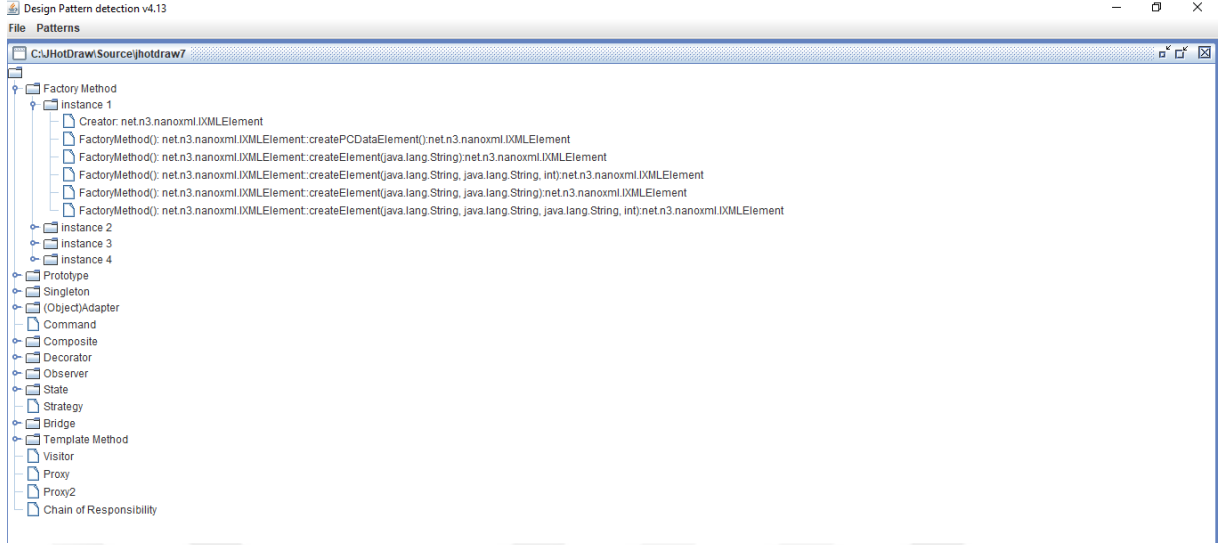 Design Pattern detection v4.13
File Patterns
C:\JHotDraw\Source\jhotdraw7
Factory Method
instance 1
Creator: net.n3.nanoxml.IXMLElement
FactoryMethod(): net.n3.nanoxml.IXMLElement::createPCDataElement():net.n3.nanoxml.IXMLElement
FactoryMethod(): net.n3.nanoxml.IXMLElement::createElement(java.lang.String):net.n3.nanoxml.IXMLElement
FactoryMethod(): net.n3.nanoxml.IXMLElement::createElement(java.lang.String, java.lang.String, int):net.n3.nanoxml.IXMLElement
FactoryMethod(): net.n3.nanoxml.IXMLElement::createElement(java.lang.String, java.lang.String):net.n3.nanoxml.IXMLElement
FactoryMethod(): net.n3.nanoxml.IXMLElement::createElement(java.lang.String, java.lang.String, java.lang.String, int):net.n3.nanoxml.IXMLElement
instance 2
instance 3
instance 4
Prototype
Singleton
(Object)Adapter
Command
Composite
Decorator
Observer
State
Strategy
Bridge
Template Method
Visitor
Proxy
Proxy2
Chain of Responsibility